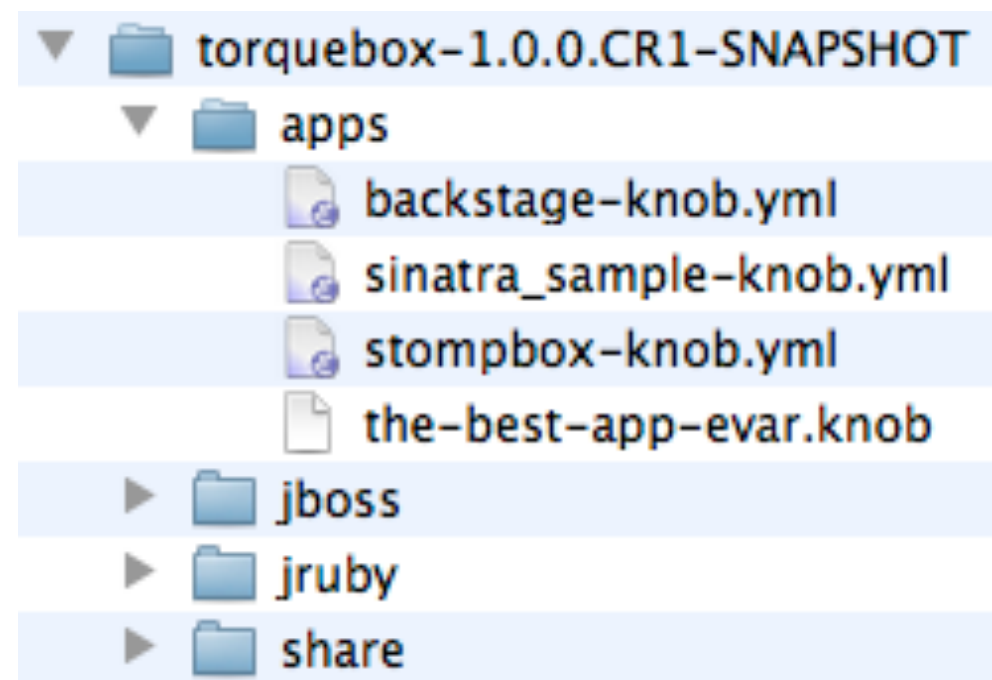 torquebox-1.0.0.CR1-SNAPSHOT
apps
backstage-knob.yml
sinatra_sample-knob.yml
stompbox-knob.yml
the-best-app-evar.knob
jboss
jruby
share